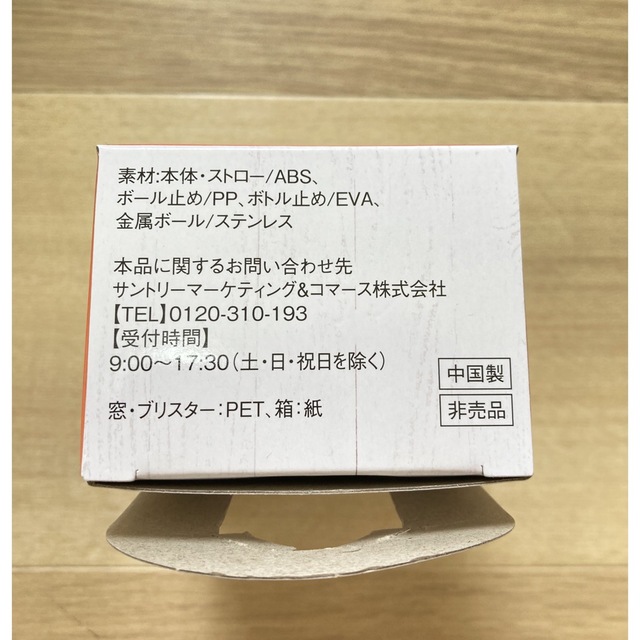 素材:本体・ストロー/ABS、
ボール止め/PP、ボトル止め/EVA、
金属ボール/ステンレス
本品に関するお問い合わせ先
サントリーマーケティング&コマース株式会社
【TEL】0120-310-193
【受付時間】
9:00〜17:30(土・日・祝日を除く)
窓・ブリスター:PET、箱:紙
中国製
非売品